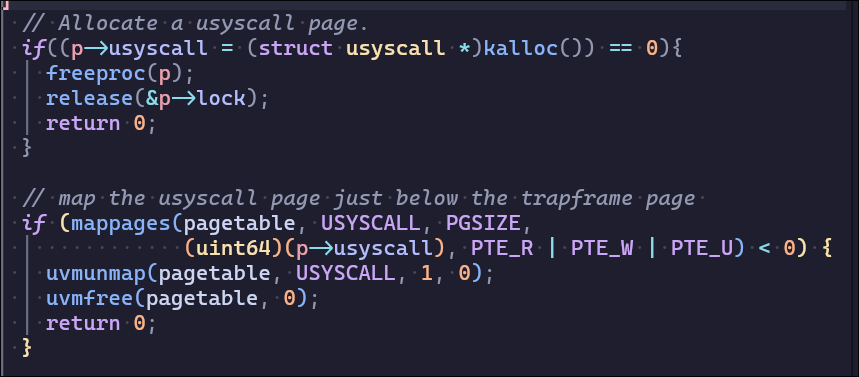 // Allocate a usyscall page.
if((p->usyscall = (struct usyscall *)kalloc()) == 0){
freeproc(p);
release(&p->lock);
return 0;
}
// map the usyscall page just below the trapframe page
if (mappages(pagetable, USYSCALL, PGSIZE,
(uint64)(p->usyscall), PTE_R | PTE_W | PTE_U) < 0) {
uvmunmap(pagetable, USYSCALL, 1, 0);
uvmfree(pagetable, 0);
return 0;
}